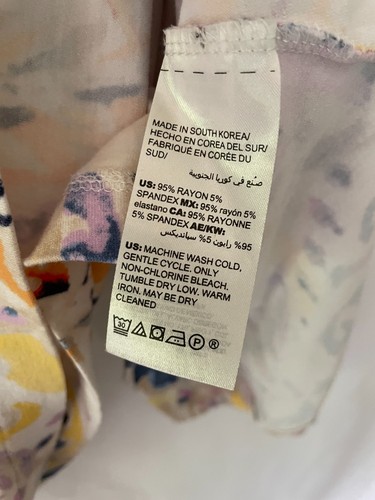 MADE IN SOUTH KOREA/
HECHO EN COREA DEL SUR/
FABRIQUÉ EN CORÉE DU
SUD/
صنع في كوريا الجنوبية
US: 95% RAYON 5%
SPANDEX MX: 95% rayón 5%
elastano CA: 95% RAYONNE
5% SPANDEX AE/KW:
95% رايون 5% سباندیکس
US: MACHINE WASH COLD,
GENTLE CYCLE. ONLY
NON-CHLORINE BLEACH.
TUMBLE DRY LOW. WARM
IRON. MAY BE DRY
CLEANED
30 P R